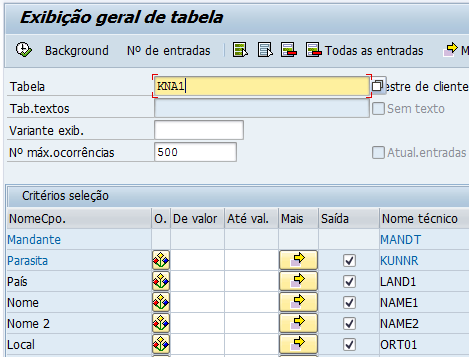 Exibição geral de tabela
Background Nº de entradas Todas as entradas M
Tabela KNA1 estre de cliente
Tab.textos Sem texto
Variante exib.
Nº máx.ocorrências 500 Atual.entradas
Critérios seleção
NomeCpo. O. De valor Até val. Mais Saída Nome técnico
Mandante MANDT
Parasita KUNNR
País LAND1
Nome NAME1
Nome 2 NAME2
Local ORT01